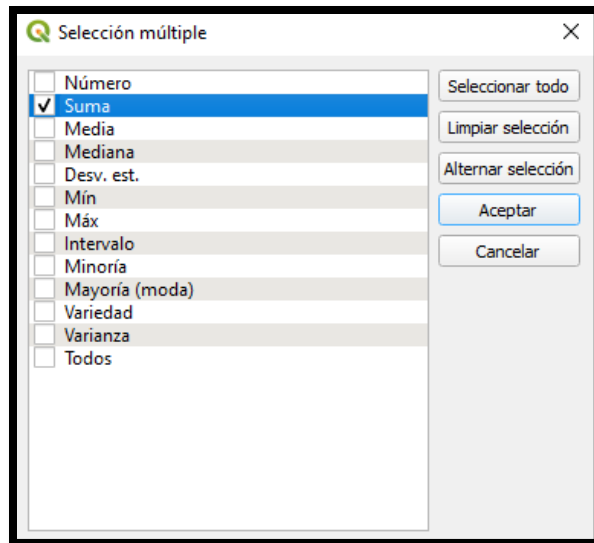 Selección múltiple
Número
Suma
Media
Mediana
Desv. est.
Mín
Máx
Intervalo
Minoría
Mayoría (moda)
Variedad
Varianza
Todos
Seleccionar todo
Limpiar selección
Alternar selección
Aceptar
Cancelar